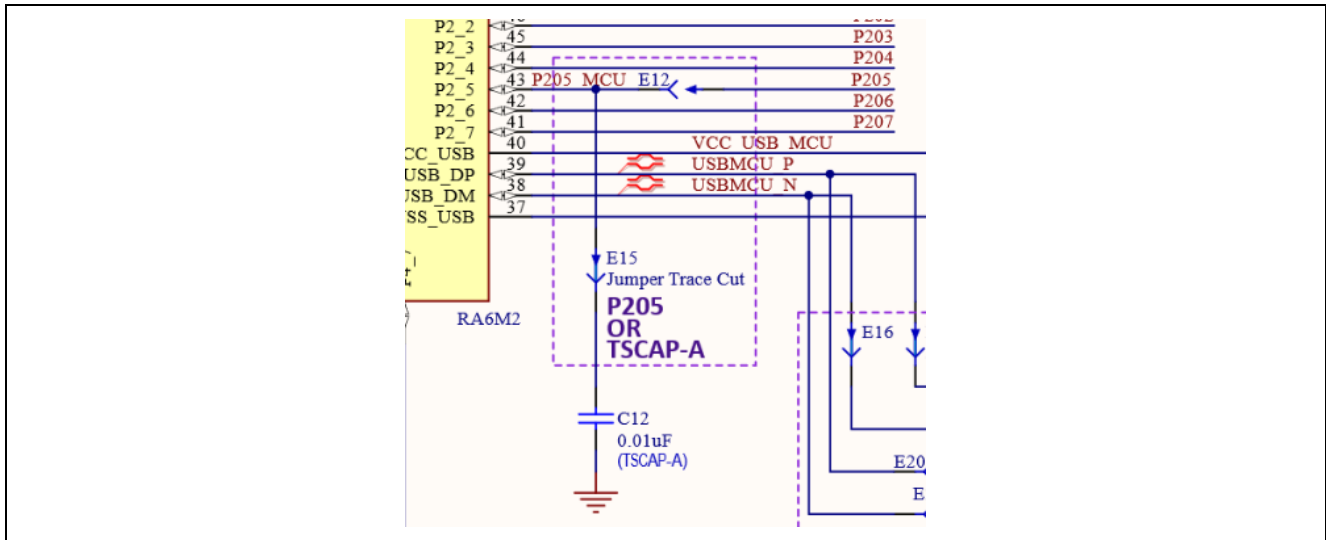 P2_2
P2_3
P2_4
P2_5
P2_6
P2_7
CC_USB
USB_DP
SB_DM
SS_USB
45
44
43
42
41
40
39
38
37
P205_MCU
E12
P202
P203
P204
P205
P206
P207
VCC_USB_MCU
USBMCU_P
USBMCU_N
E15
Jumper Trace Cut
P205
OR
TSCAP-A
RA6M2
E16
C12
0.01uF
(TSCAP-A)
E20
E